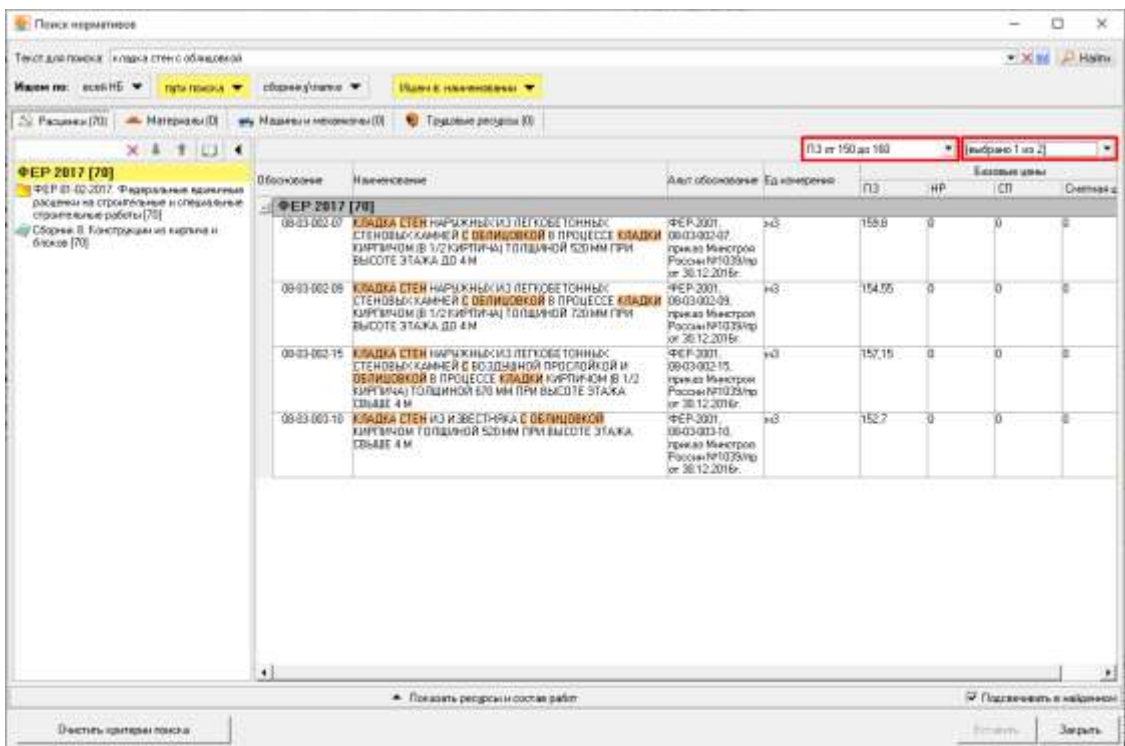 Поиск нормативов
Текст для поиска: кладка стен с облицовкой
Найти
Ищем по: всей НБ
пути поиска
сборник\папка
Ищем в: наименовании
Расценки (70)
Материалы (0)
Машины и механизмы (0)
Трудовые ресурсы (0)
ПЗ от 150 до 160
[выбрано 1 из 2]
ФЕР 2017 [70]
ФЕР 81-02-2017. Федеральные единичные
расценки на строительные и специальные
строительные работы [70]
Сборник 8. Конструкции из кирпича и
блоков [70]
Обоснование
Наименование
Альт.обоснование
Ед.измерения
Базовые цены
ПЗ
НР
СП
Сметная ц
ФЕР 2017 [70]
08-03-002-07
КЛАДКА СТЕН НАРУЖНЫХ ИЗ ЛЕГКОБЕТОННЫХ
СТЕНОВЫХ КАМНЕЙ С ОБЛИЦОВКОЙ В ПРОЦЕССЕ КЛАДКИ
КИРПИЧОМ (В 1/2 КИРПИЧА) ТОЛЩИНОЙ 520 ММ ПРИ
ВЫСОТЕ ЭТАЖА ДО 4 М
ФЕР-2001,
08-03-002-07,
приказ Минстроя
России №1039/пр
от 30.12.2016г.
м3
159,8
0
0
0
08-03-002-09
КЛАДКА СТЕН НАРУЖНЫХ ИЗ ЛЕГКОБЕТОННЫХ
СТЕНОВЫХ КАМНЕЙ С ОБЛИЦОВКОЙ В ПРОЦЕССЕ КЛАДКИ
КИРПИЧОМ (В 1/2 КИРПИЧА) ТОЛЩИНОЙ 720 ММ ПРИ
ВЫСОТЕ ЭТАЖА ДО 4 М
ФЕР-2001,
08-03-002-09,
приказ Минстроя
России №1039/пр
от 30.12.2016г.
м3
154,55
0
0
0
08-03-002-15
КЛАДКА СТЕН НАРУЖНЫХ ИЗ ЛЕГКОБЕТОННЫХ
СТЕНОВЫХ КАМНЕЙ С ВОЗДУШНОЙ ПРОСЛОЙКОЙ И
ОБЛИЦОВКОЙ В ПРОЦЕССЕ КЛАДКИ КИРПИЧОМ (В 1/2
КИРПИЧА) ТОЛЩИНОЙ 670 ММ ПРИ ВЫСОТЕ ЭТАЖА
СВЫШЕ 4 М
ФЕР-2001,
08-03-002-15,
приказ Минстроя
России №1039/пр
от 30.12.2016г.
м3
157,15
0
0
0
08-03-003-10
КЛАДКА СТЕН ИЗ ИЗВЕСТНЯКА С ОБЛИЦОВКОЙ
КИРПИЧОМ ТОЛЩИНОЙ 520 ММ ПРИ ВЫСОТЕ ЭТАЖА
СВЫШЕ 4 М
ФЕР-2001,
08-03-003-10,
приказ Минстроя
России №1039/пр
от 30.12.2016г.
м3
152,7
0
0
0
Показать ресурсы и состав работ
Подсвечивать в найденном
Очистить критерии поиска
Вставить
Закрыть